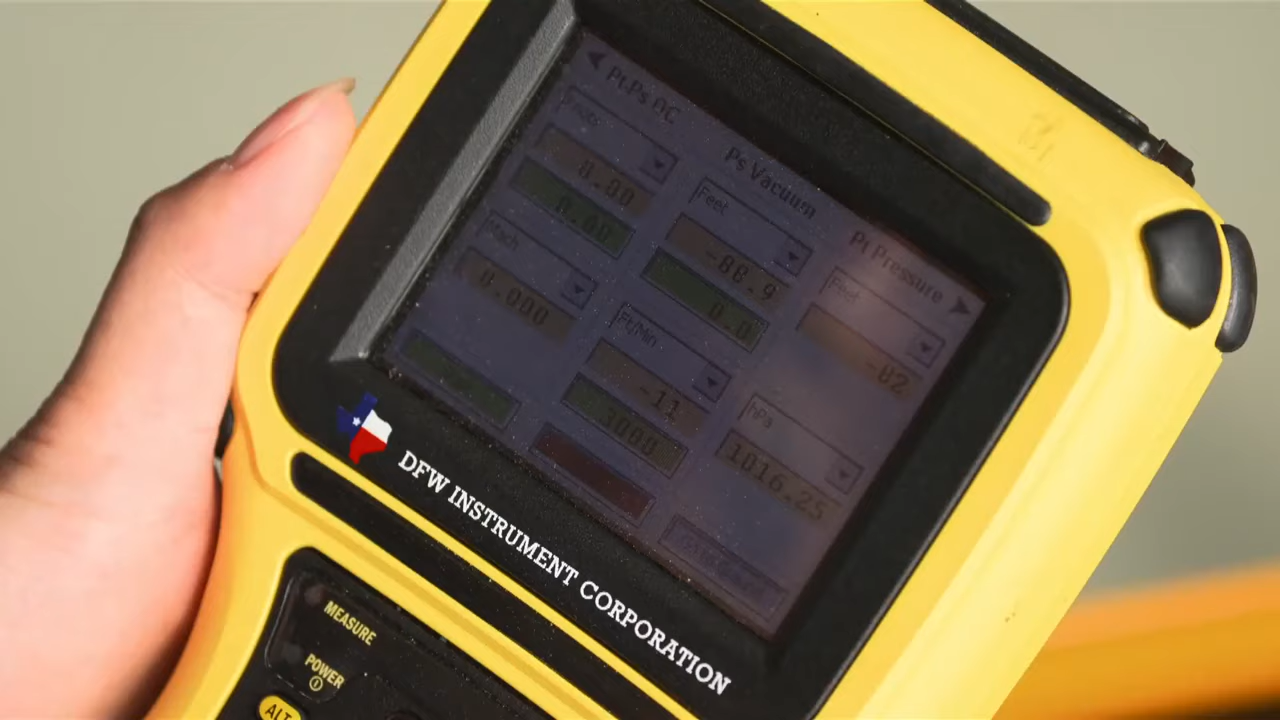 Pt-Ps DC
Ps Vacuum
Pt Pressure
Feet
Feet
0.00
-88.9
0.00
0.0
Mach
-82
0.000
Ft/Min
-11
hPa
3000
1016.25
DFW INSTRUMENT CORPORATION
MEASURE
POWER
ALT